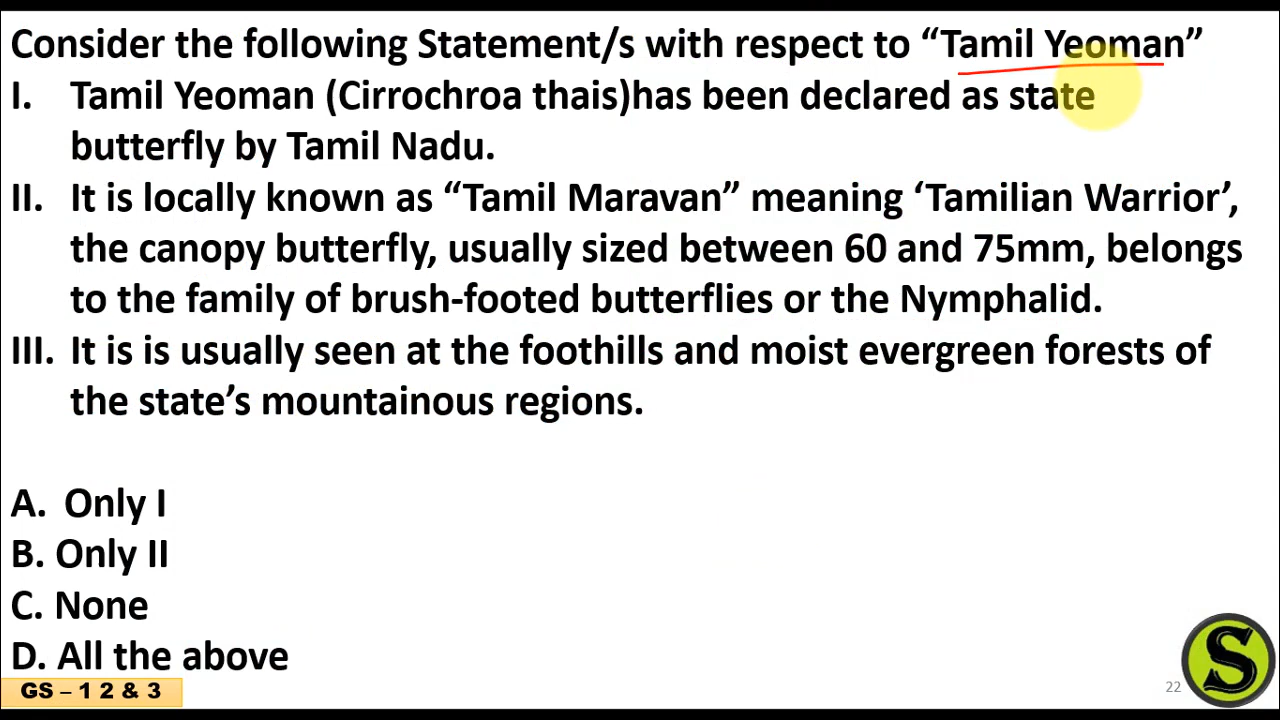 Consider the following Statement/s with respect to “Tamil Yeoman”
I. Tamil Yeoman (Cirrochroa thais)has been declared as state
butterfly by Tamil Nadu.
II. It is locally known as “Tamil Maravan” meaning ‘Tamilian Warrior’,
the canopy butterfly, usually sized between 60 and 75mm, belongs
to the family of brush-footed butterflies or the Nymphalid.
III. It is is usually seen at the foothills and moist evergreen forests of
the state’s mountainous regions.
A. Only I
B. Only II
C. None
D. All the above
GS – 1 2 & 3
22
S